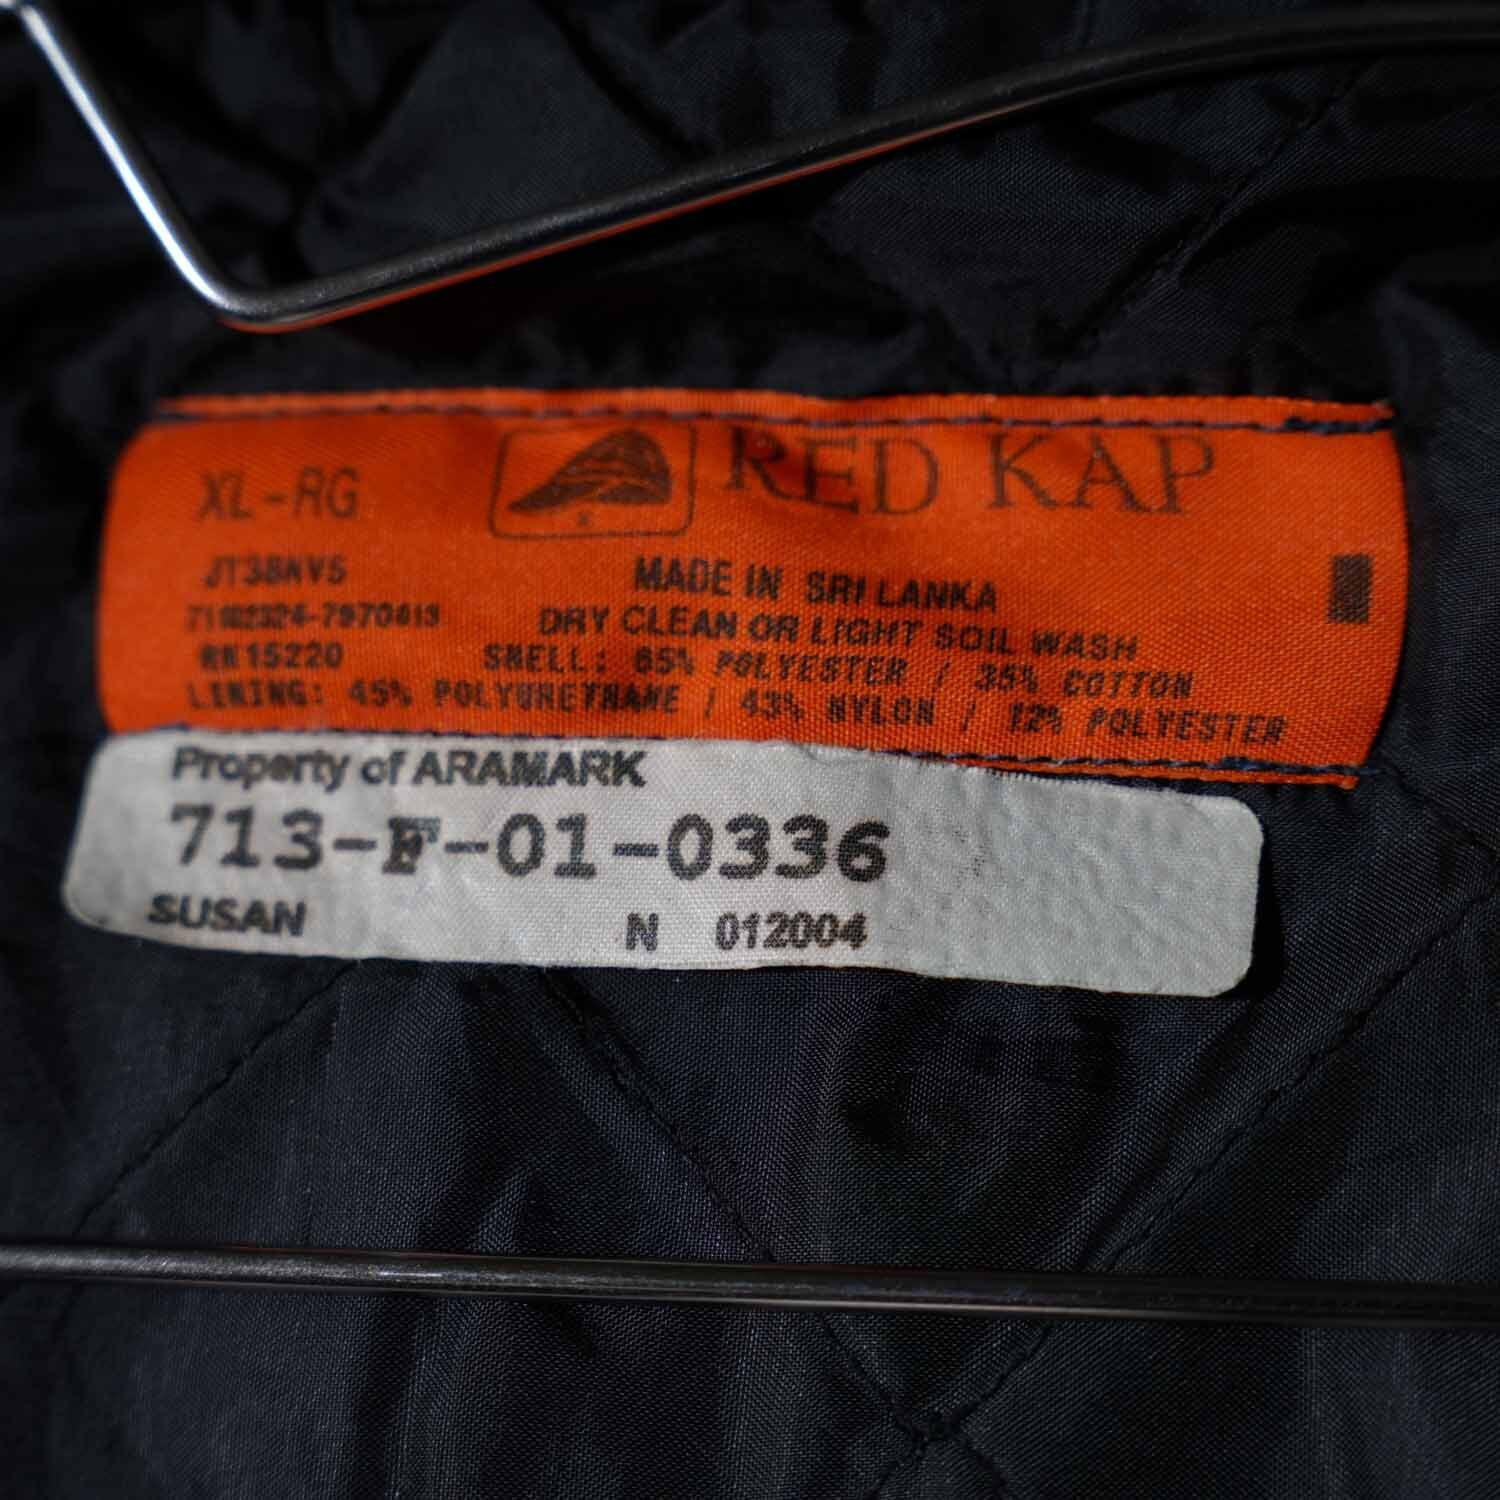 XL-RG
RED KAP
JT38NV5
MADE IN SRI LANKA
DRY CLEAN OR LIGHT SOIL WASH
RN15220
SHELL: 65% POLYESTER / 35% COTTON
LINING: 45% POLYURETHANE / 43% NYLON / 12% POLYESTER
Property of ARAMARK
713-F-01-0336
SUSAN N 012004